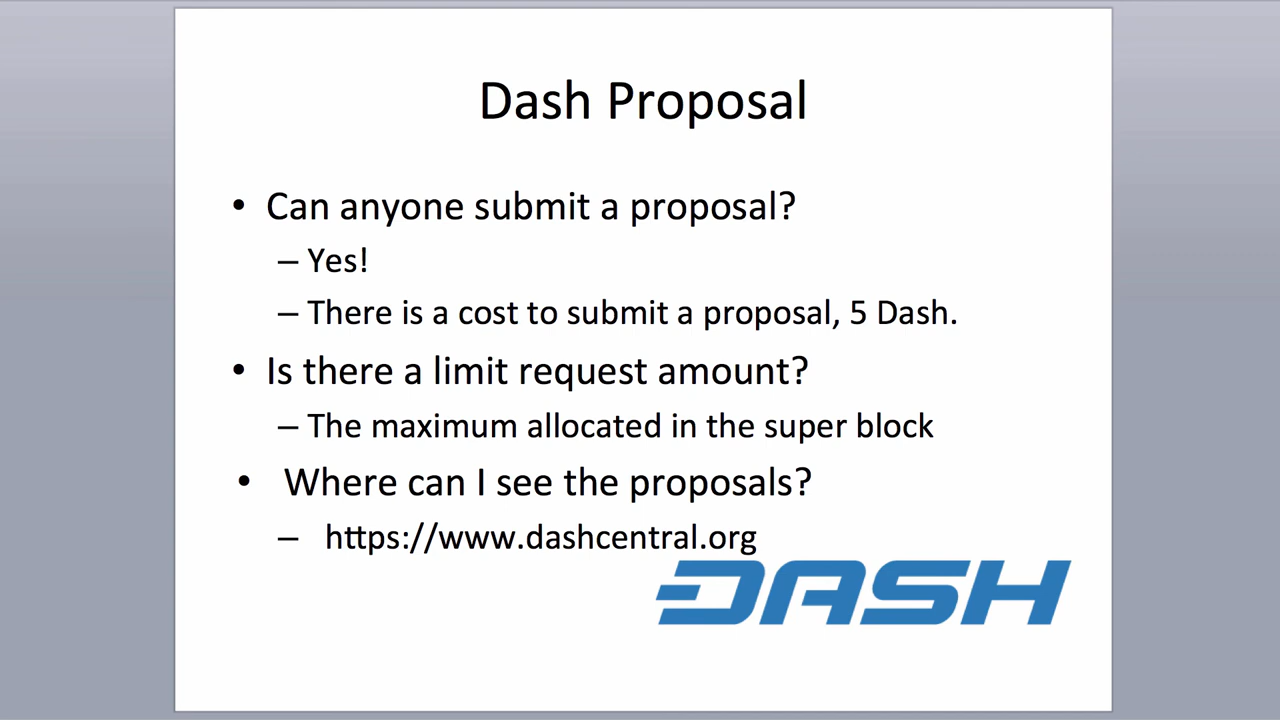 Dash Proposal
• Can anyone submit a proposal?
– Yes!
– There is a cost to submit a proposal, 5 Dash.
• Is there a limit request amount?
– The maximum allocated in the super block
• Where can I see the proposals?
– https://www.dashcentral.org
DASH